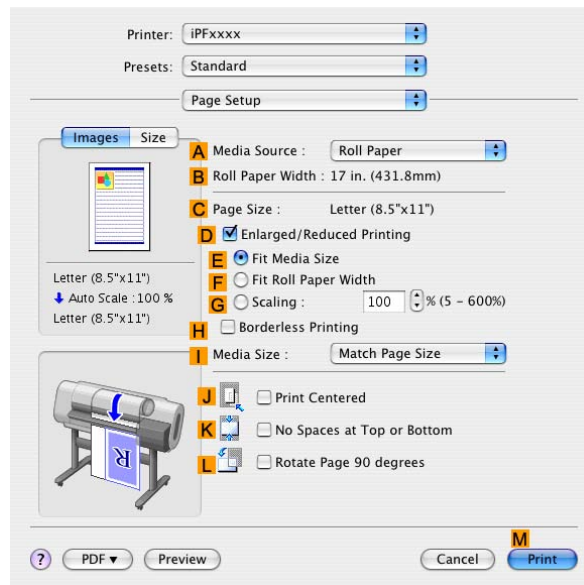 Printer: iPFxxxx
Presets: Standard
Page Setup
Images Size
A Media Source : Roll Paper
B Roll Paper Width : 17 in. (431.8mm)
C Page Size : Letter (8.5"x11")
D Enlarged/Reduced Printing
E Fit Media Size
F Fit Roll Paper Width
G Scaling : 100 % (5 - 600%)
H Borderless Printing
I Media Size : Match Page Size
Letter (8.5"x11")
Auto Scale :100 %
Letter (8.5"x11")
J Print Centered
K No Spaces at Top or Bottom
L Rotate Page 90 degrees
R
M
? PDF▼ Preview Cancel Print